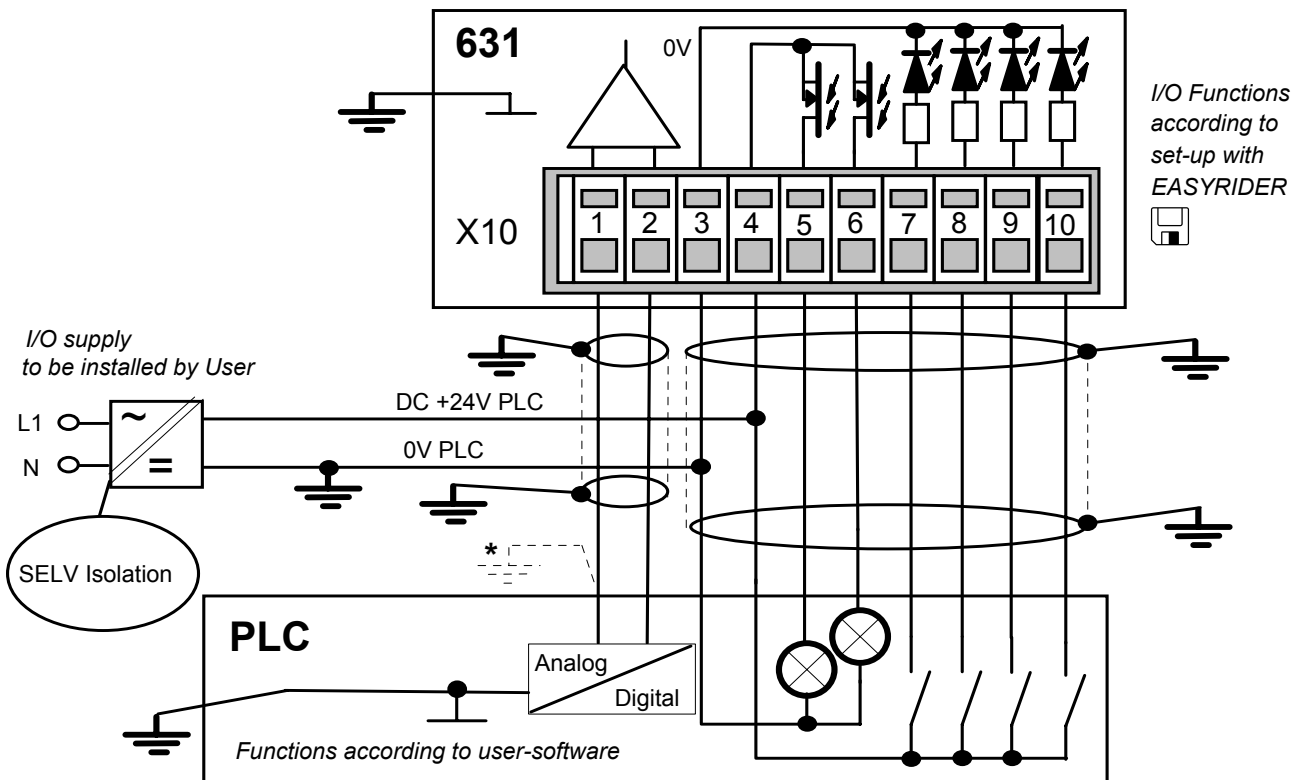 631
0V
I/O Functions
according to
set-up with
EASYRIDER
X10
1 2 3 4 5 6 7 8 9 10
I/O supply
to be installed by User
DC +24V PLC
L1
~
0V PLC
N
=
SELV Isolation
*
PLC
Analog
Digital
Functions according to user-software